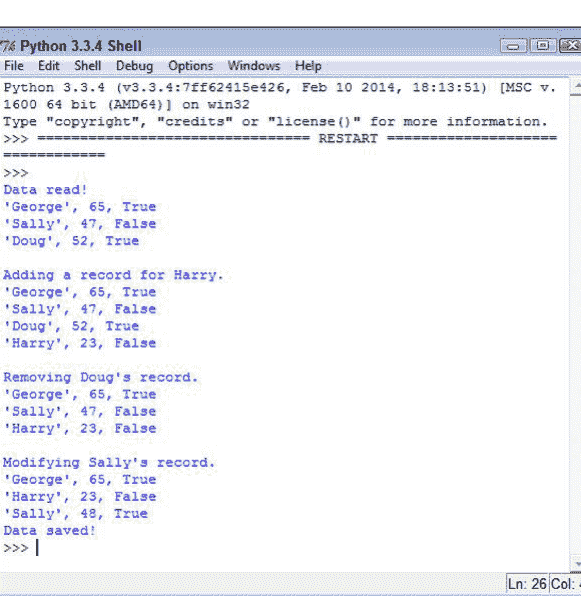 76 Python 3.3.4 Shell
File Edit Shell Debug Options Windows Help
Python 3.3.4 (v3.3.4:7ff62415e426, Feb 10 2014, 18:13:51) [MSC v.
1600 64 bit (AMD64)] on win32
Type "copyright", "credits" or "license()" for more information.
>>> ================================ RESTART ====================
============
>>>
Data read!
'George', 65, True
'Sally', 47, False
'Doug', 52, True

Adding a record for Harry.
'George', 65, True
'Sally', 47, False
'Doug', 52, True
'Harry', 23, False

Removing Doug's record.
'George', 65, True
'Sally', 47, False
'Harry', 23, False

Modifying Sally's record.
'George', 65, True
'Harry', 23, False
'Sally', 48, True
Data saved!
>>>
Ln: 26 Col: 4